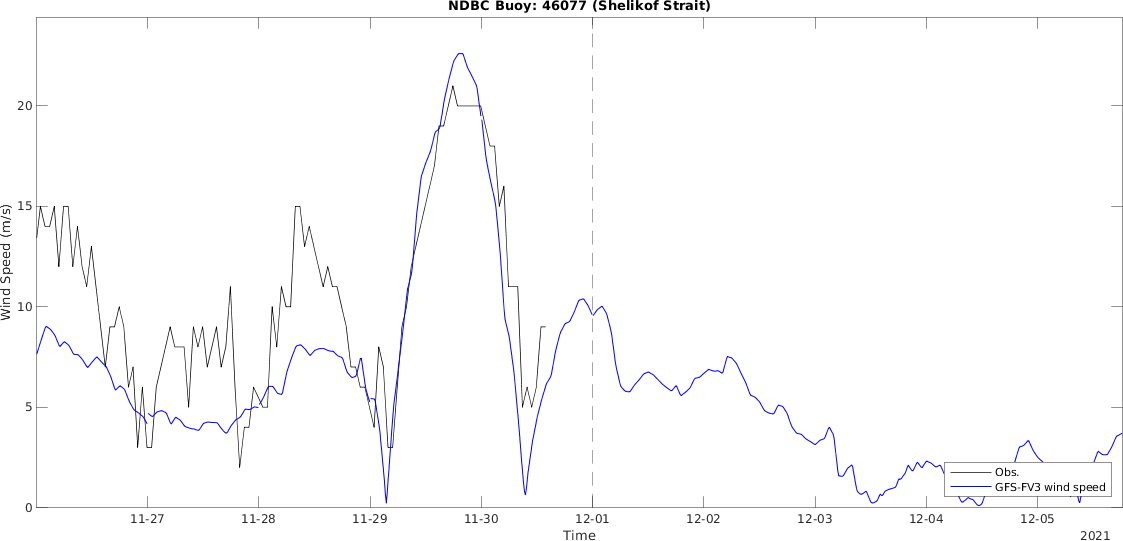 NDBC Buoy: 46077 (Shelikof Strait)
Wind Speed (m/s)
20
15
10
5
0
Obs.
GFS-FV3 wind speed
11-27 11-28 11-29 11-30 12-01 12-02 12-03 12-04 12-05
Time
2021